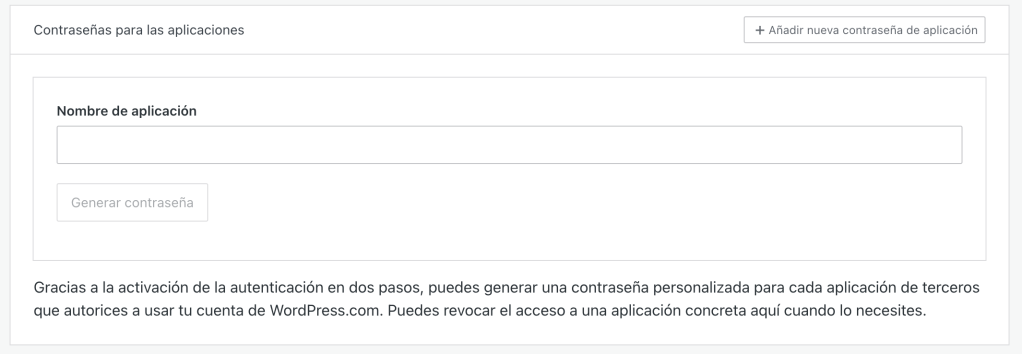 Contraseñas para las aplicaciones
+ Añadir nueva contraseña de aplicación
Nombre de aplicación
Generar contraseña
Gracias a la activación de la autenticación en dos pasos, puedes generar una contraseña personalizada para cada aplicación de terceros
que autorices a usar tu cuenta de WordPress.com. Puedes revocar el acceso a una aplicación concreta aquí cuando lo necesites.